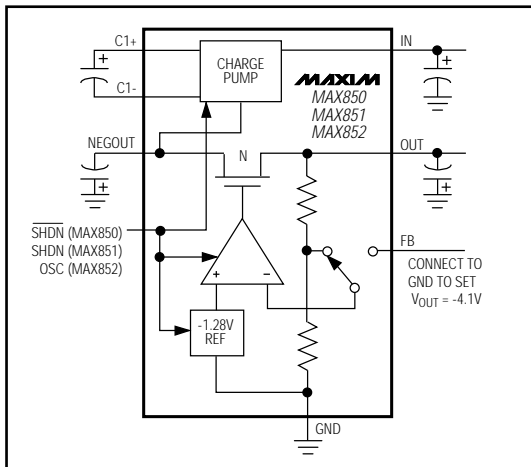 C1+
C1-
CHARGE
PUMP
IN
MAXIM
MAX850
MAX851
MAX852
NEGOUT
N
OUT
SHDN (MAX850)
SHDN (MAX851)
OSC (MAX852)
FB
CONNECT TO
GND TO SET
VOUT = -4.1V
+
+
+
+
+
–
-1.28V
REF
GND